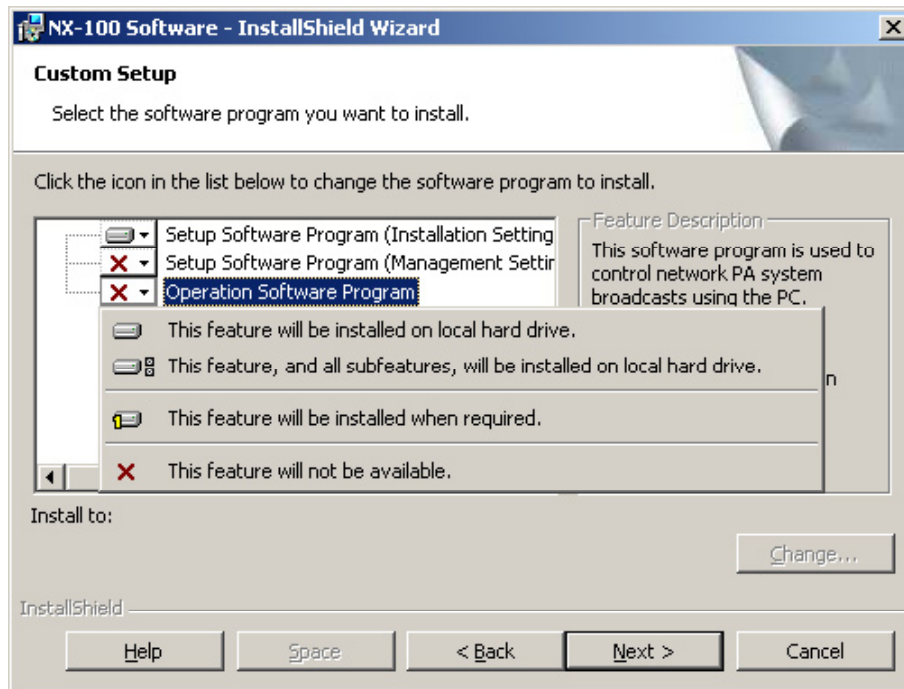 NX-100 Software - InstallShield Wizard
Custom Setup
Select the software program you want to install.
Click the icon in the list below to change the software program to install.
Setup Software Program (Installation Setting
Setup Software Program (Management Settin
Operation Software Program
Feature Description
This software program is used to
control network PA system
broadcasts using the PC.
This feature will be installed on local hard drive.
This feature, and all subfeatures, will be installed on local hard drive.
This feature will be installed when required.
This feature will not be available.
n
Install to:
Change...
InstallShield
Help
Space
< Back
Next >
Cancel